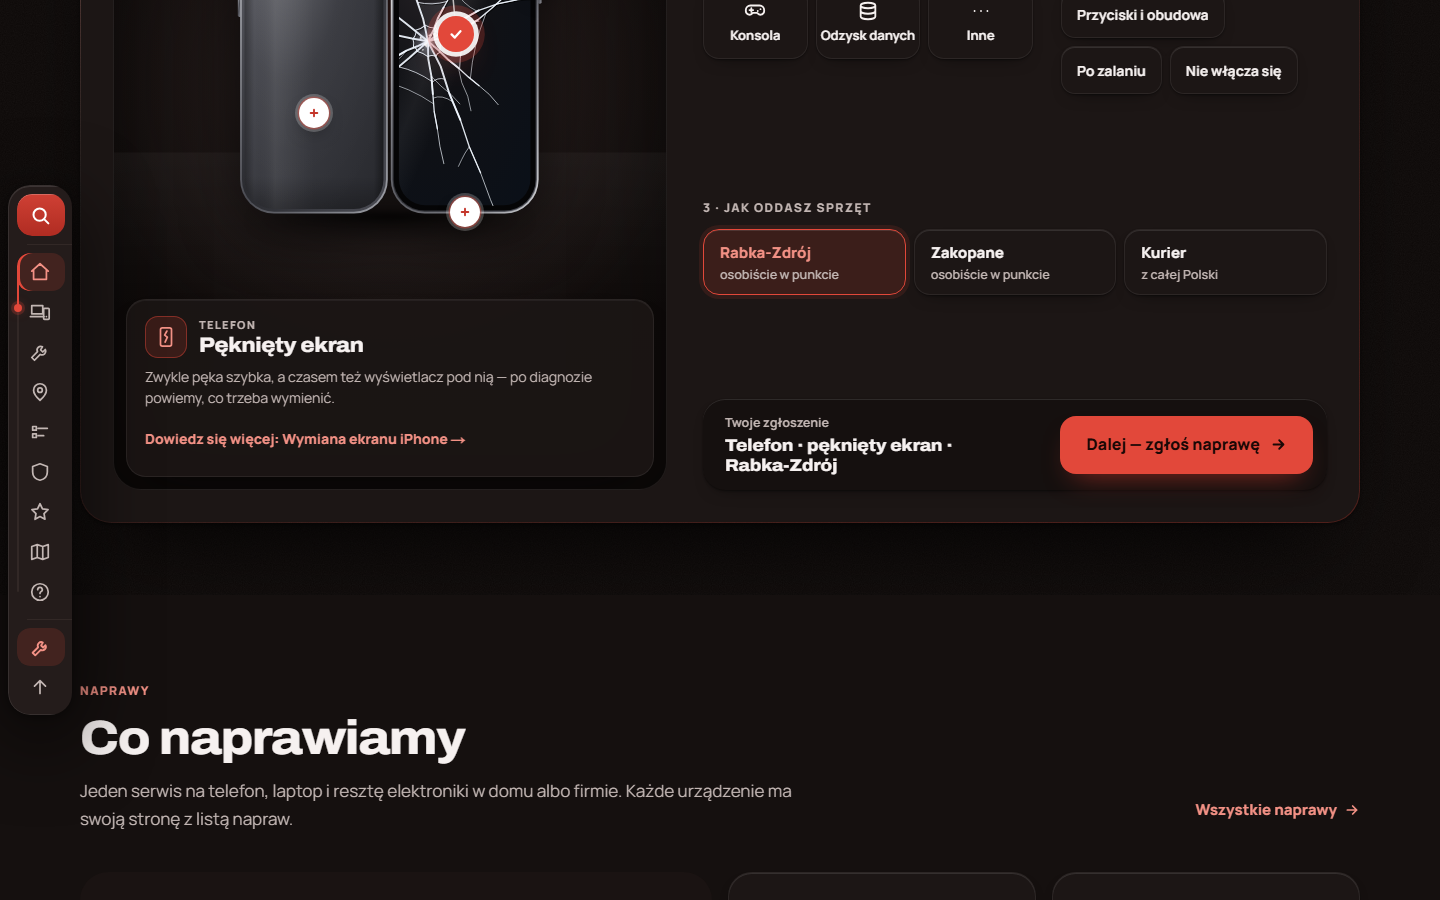 Konsola
Odzysk danych
Inne
Przyciski i obudowa
Po zalaniu
Nie włącza się
3 · JAK ODDASZ SPRZĘT
Rabka-Zdrój
osobiście w punkcie
Zakopane
osobiście w punkcie
Kurier
z całej Polski
TELEFON
Pęknięty ekran
Zwykle pęka szybka, a czasem też wyświetlacz pod nią — po diagnozie
powiemy, co trzeba wymienić.
Dowiedz się więcej: Wymiana ekranu iPhone →
Twoje zgłoszenie
Telefon · pęknięty ekran ·
Rabka-Zdrój
Dalej — zgłoś naprawę →
NAPRAWY
Co naprawiamy
Jeden serwis na telefon, laptop i resztę elektroniki w domu albo firmie. Każde urządzenie ma
swoją stronę z listą napraw.
Wszystkie naprawy →